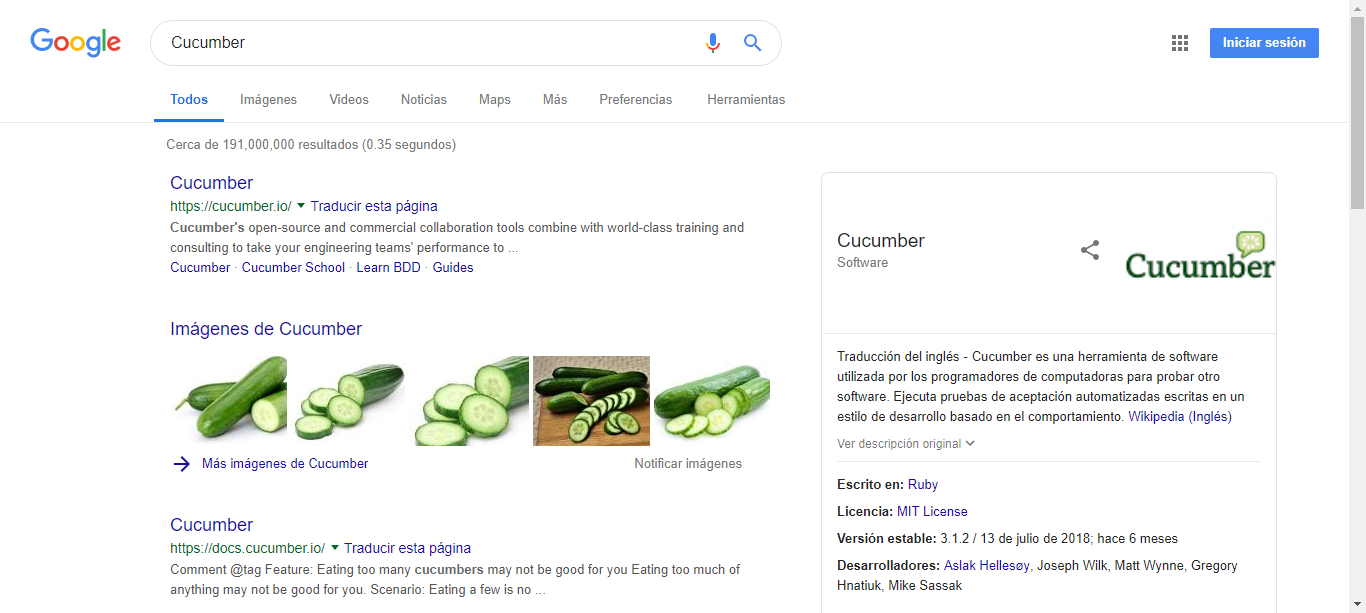 Google
Cucumber
Iniciar sesión
Todos Imágenes Videos Noticias Maps Más Preferencias Herramientas
Cerca de 191,000,000 resultados (0.35 segundos)
Cucumber
https://cucumber.io/ ▾ Traducir esta página
Cucumber's open-source and commercial collaboration tools combine with world-class training and
consulting to take your engineering teams' performance to ...
Cucumber · Cucumber School · Learn BDD · Guides
Imágenes de Cucumber
Más imágenes de Cucumber
Notificar imágenes
Cucumber
https://docs.cucumber.io/ ▾ Traducir esta página
Comment @tag Feature: Eating too many cucumbers may not be good for you Eating too much of
anything may not be good for you. Scenario: Eating a few is no ...
Cucumber
Software
Cucumber
Traducción del inglés - Cucumber es una herramienta de software
utilizada por los programadores de computadoras para probar otro
software. Ejecuta pruebas de aceptación automatizadas escritas en un
estilo de desarrollo basado en el comportamiento. Wikipedia (Inglés)
Ver descripción original
Escrito en: Ruby
Licencia: MIT License
Versión estable: 3.1.2 / 13 de julio de 2018; hace 6 meses
Desarrolladores: Aslak Hellesøy, Joseph Wilk, Matt Wynne, Gregory
Hnatiuk, Mike Sassak